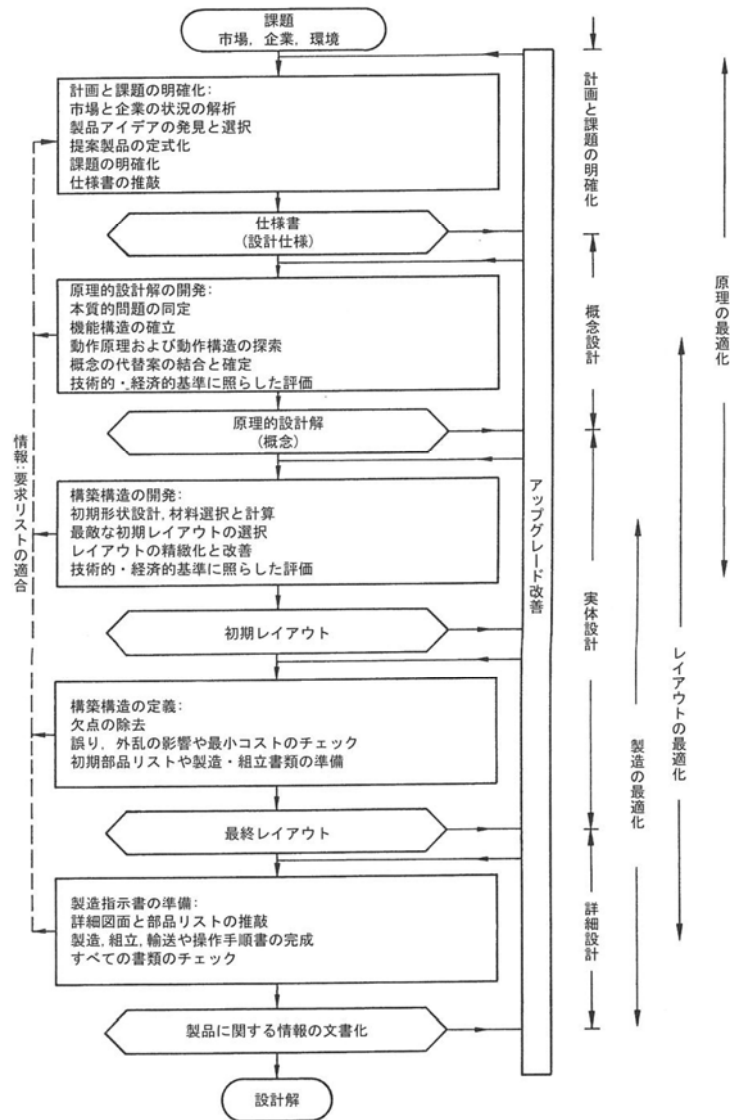 課題
市場，企業，環境
計画と課題の明確化：
市場と企業の状況の解析
製品アイデアの発見と選択
提案製品の定式化
課題の明確化
仕様書の推敲
仕様書
(設計仕様)
原理的設計解の開発：
本質的問題の同定
機能構造の確立
動作原理および動作構造の探索
概念の代替案の結合と確定
技術的・経済的基準に照らした評価
原理的設計解
(概念)
構築構造の開発：
初期形状設計，材料選択と計算
最敵な初期レイアウトの選択
レイアウトの精緻化と改善
技術的・経済的基準に照らした評価
初期レイアウト
構築構造の定義：
欠点の除去
誤り，外乱の影響や最小コストのチェック
初期部品リストや製造・組立書類の準備
最終レイアウト
製造指示書の準備：
詳細図面と部品リストの推敲
製造，組立，輸送や操作手順書の完成
すべての書類のチェック
製品に関する情報の文書化
設計解
情報：要求リストの適合
アップグレード改善
計画と課題の明確化
概念設計
実体設計
詳細設計
製造の最適化
レイアウトの最適化
原理の最適化